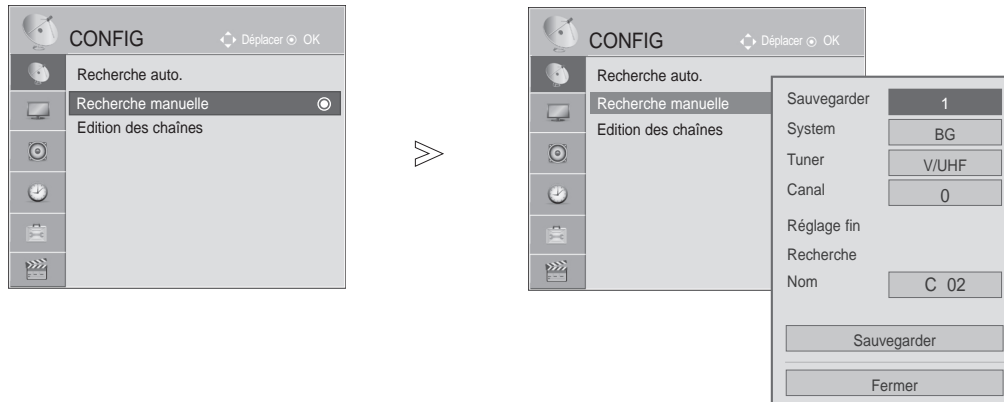 CONFIG
Déplacer OK
Recherche auto.
Recherche manuelle
Edition des chaînes
CONFIG
Déplacer OK
Recherche auto.
Recherche manuelle
Edition des chaînes
Sauvegarder 1
System BG
Tuner V/UHF
Canal 0
Réglage fin
Recherche
Nom C 02
Sauvegarder
Fermer